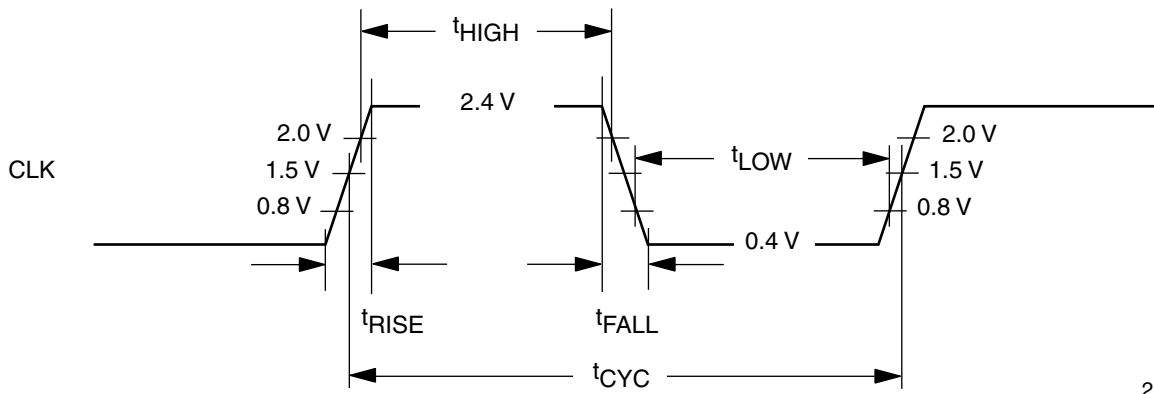 tHIGH
2.4 V
2.0 V
2.0 V
CLK
1.5 V
tLOW
1.5 V
0.8 V
0.8 V
0.4 V
tRISE
tFALL
tCYC
2